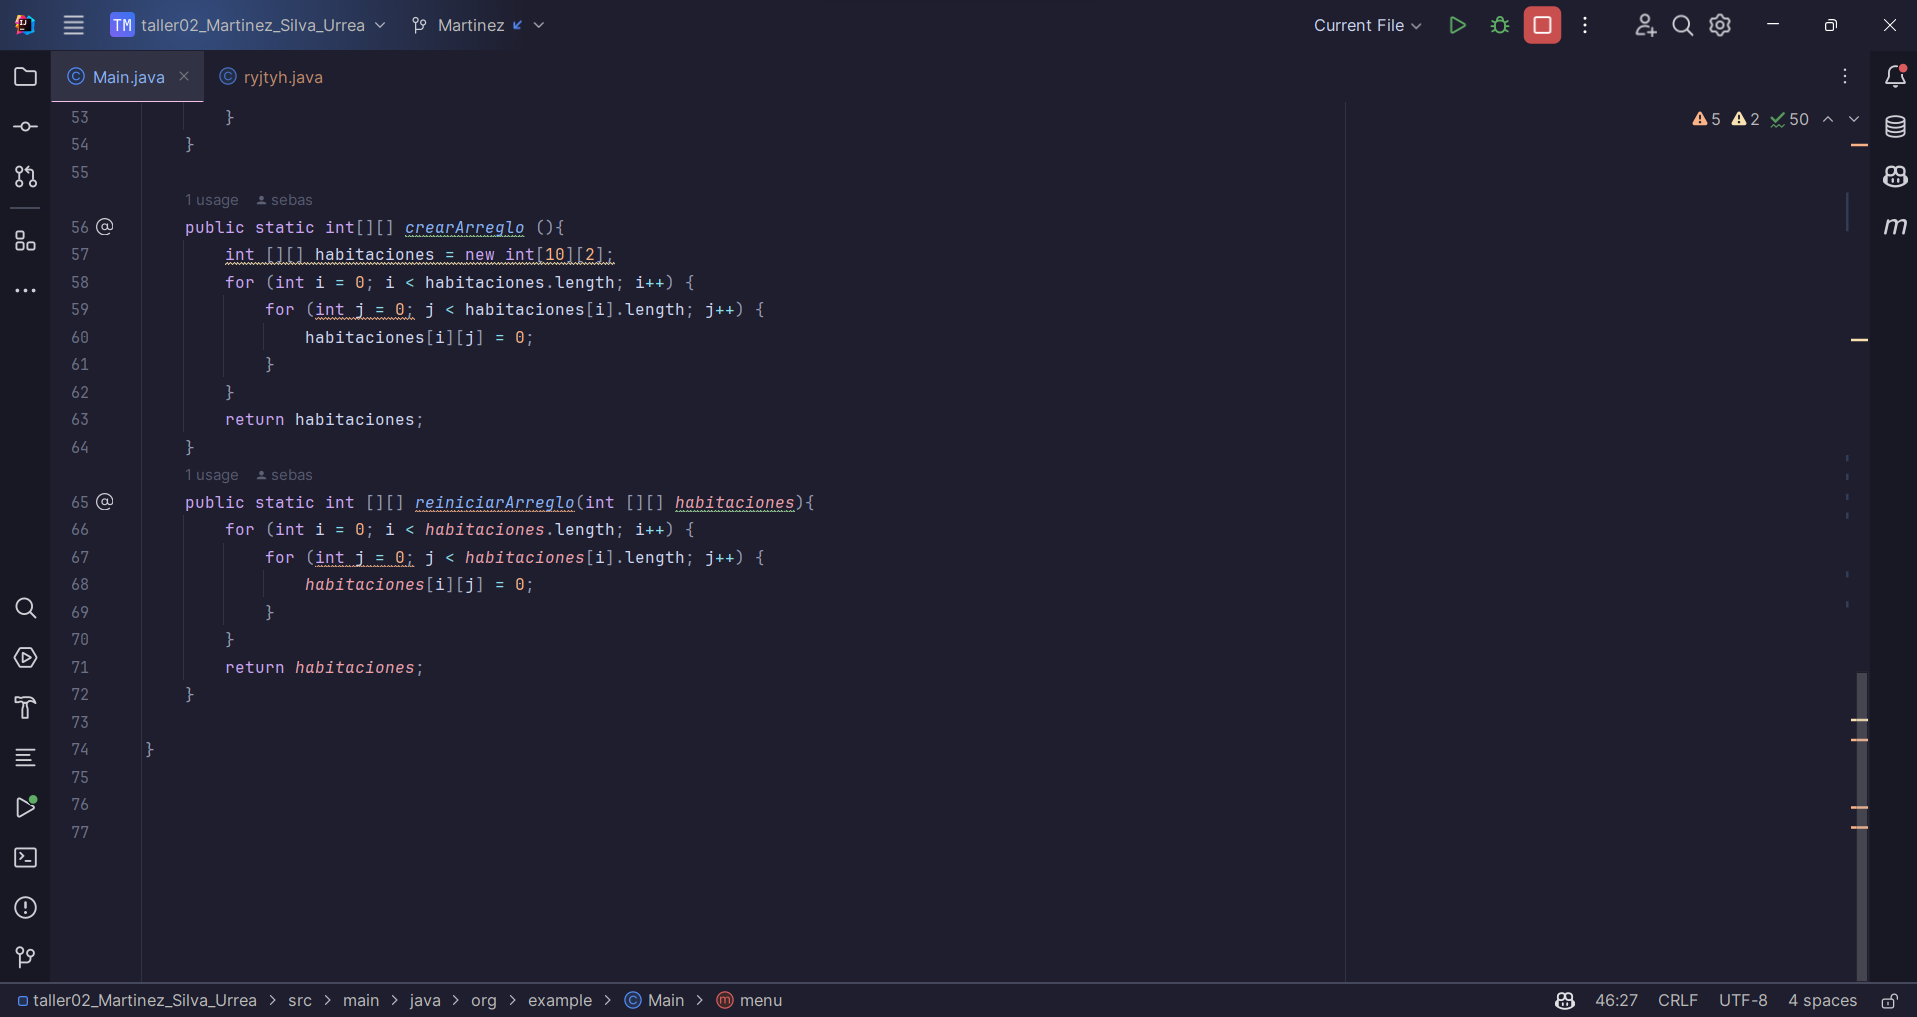 TM taller02_Martinez_Silva_Urrea Martinez Current File
Main.java ryjtyh.java
5 2 50
53 }
54 }
55
1 usage sebas
56 @ public static int[][] crearArreglo (){
57 int [][] habitaciones = new int[10][2];
58 for (int i = 0; i < habitaciones.length; i++) {
59 for (int j = 0; j < habitaciones[i].length; j++) {
60 habitaciones[i][j] = 0;
61 }
62 }
63 return habitaciones;
64 }
1 usage sebas
65 @ public static int [][] reiniciarArreglo(int [][] habitaciones){
66 for (int i = 0; i < habitaciones.length; i++) {
67 for (int j = 0; j < habitaciones[i].length; j++) {
68 habitaciones[i][j] = 0;
69 }
70 }
71 return habitaciones;
72 }
73
74 }
75
76
77
taller02_Martinez_Silva_Urrea > src > main > java > org > example > Main > menu 46:27 CRLF UTF-8 4 spaces